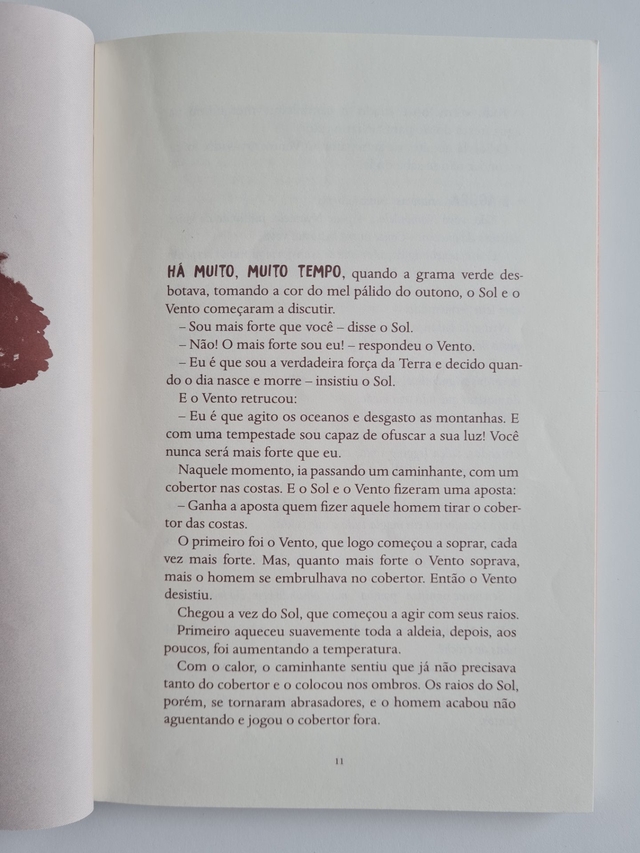 HÁ MUITO, MUITO TEMPO, quando a grama verde des-
botava, tomando a cor do mel pálido do outono, o Sol e o
Vento começaram a discutir.
– Sou mais forte que você – disse o Sol.
– Não! O mais forte sou eu! – respondeu o Vento.
– Eu é que sou a verdadeira força da Terra e decido quan-
do o dia nasce e morre – insistiu o Sol.
E o Vento retrucou:
– Eu é que agito os oceanos e desgasto as montanhas. E
com uma tempestade sou capaz de ofuscar a sua luz! Você
nunca será mais forte que eu.
Naquele momento, ia passando um caminhante, com um
cobertor nas costas. E o Sol e o Vento fizeram uma aposta:
– Ganha a aposta quem fizer aquele homem tirar o cober-
tor das costas.
O primeiro foi o Vento, que logo começou a soprar, cada
vez mais forte. Mas, quanto mais forte o Vento soprava,
mais o homem se embrulhava no cobertor. Então o Vento
desistiu.
Chegou a vez do Sol, que começou a agir com seus raios.
Primeiro aqueceu suavemente toda a aldeia, depois, aos
poucos, foi aumentando a temperatura.
Com o calor, o caminhante sentiu que já não precisava
tanto do cobertor e o colocou nos ombros. Os raios do Sol,
porém, se tornaram abrasadores, e o homem acabou não
aguentando e jogou o cobertor fora.
11